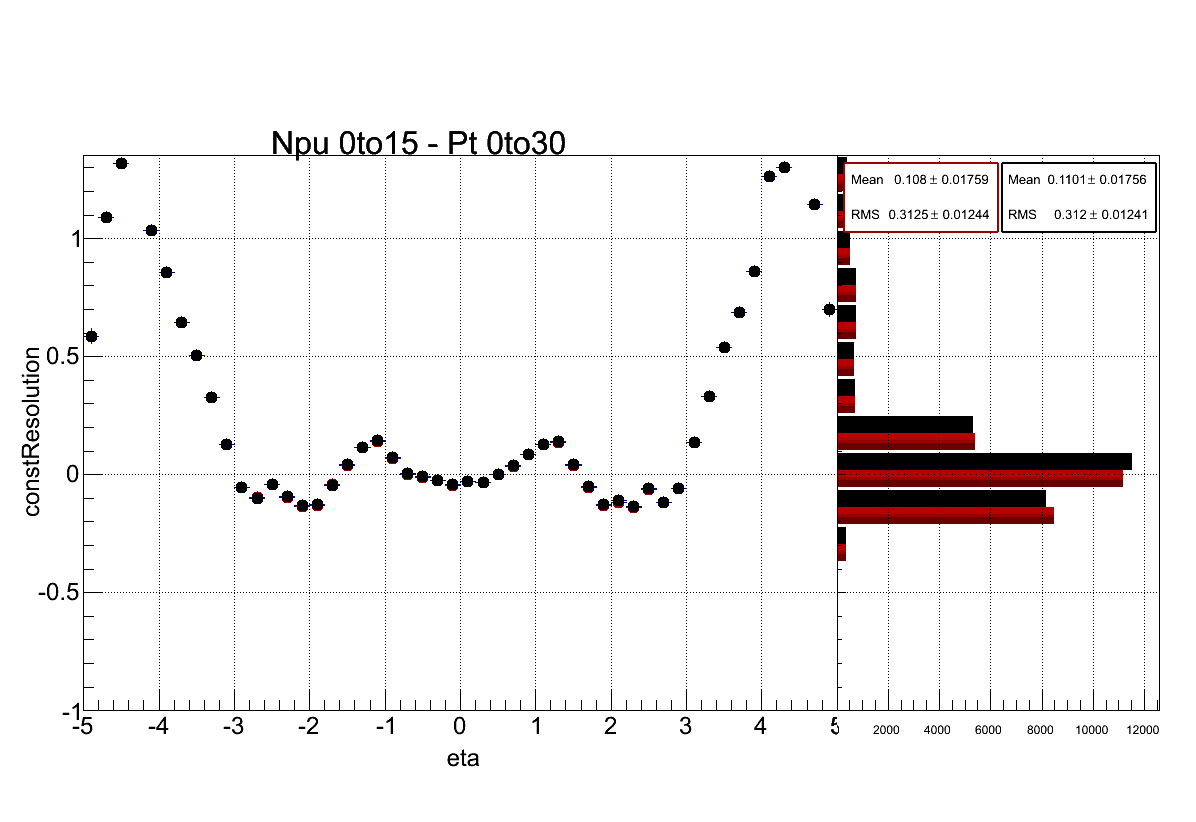 Npu 0to15 - Pt 0to30
Mean 0.108 ± 0.01759
RMS 0.3125 ± 0.01244
Mean 0.1101 ± 0.01756
RMS 0.312 ± 0.01241
constResolution
1
0.5
0
-0.5
-1
-5 -4 -3 -2 -1 0 1 2 3 4
2000 4000 6000 8000 10000 12000
eta